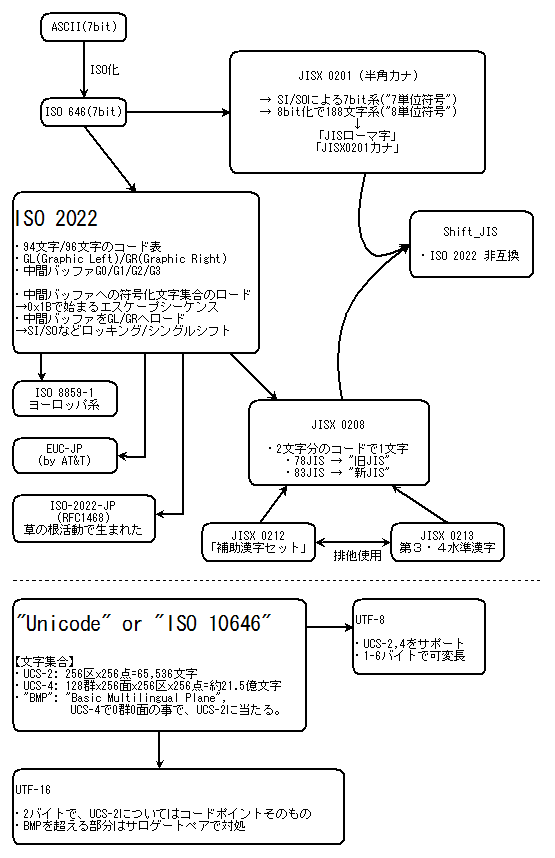 ASCII(7bit)
ISO化
ISO 646(7bit)
JISX 0201 (半角カナ)
→ SI/SOによる7bit系("7単位符号")
→ 8bit化で188文字系("8単位符号")
↓
「JISローマ字」
「JISX0201カナ」
ISO 2022
・94文字/96文字のコード表
・GL(Graphic Left)/GR(Graphic Right)
・中間バッファG0/G1/G2/G3
・中間バッファへの符号化文字集合のロード
→0x1Bで始まるエスケープシーケンス
・中間バッファをGL/GRへロード
→SI/SOなどロッキング/シングルシフト
Shift_JIS
・ISO 2022 非互換
ISO 8859-1
ヨーロッパ系
EUC-JP
(by AT&T)
ISO-2022-JP
(RFC1468)
草の根活動で生まれた
JISX 0208
・2文字分のコードで1文字
・78JIS → "旧JIS"
・83JIS → "新JIS"
JISX 0212
「補助漢字セット」
排他使用
JISX 0213
第3・4水準漢字
"Unicode" or "ISO 10646"
【文字集合】
・UCS-2: 256区x256点=65,536文字
・UCS-4: 128群x256面x256区x256点=約21.5億文字
・"BMP": "Basic Multilingual Plane",
UCS-4で0群0面の事で、UCS-2に当たる。
UTF-8
・UCS-2,4をサポート
・1-6バイトで可変長
UTF-16
・2バイトで、UCS-2についてはコードポイントそのもの
・BMPを超える部分はサロゲートペアで対処